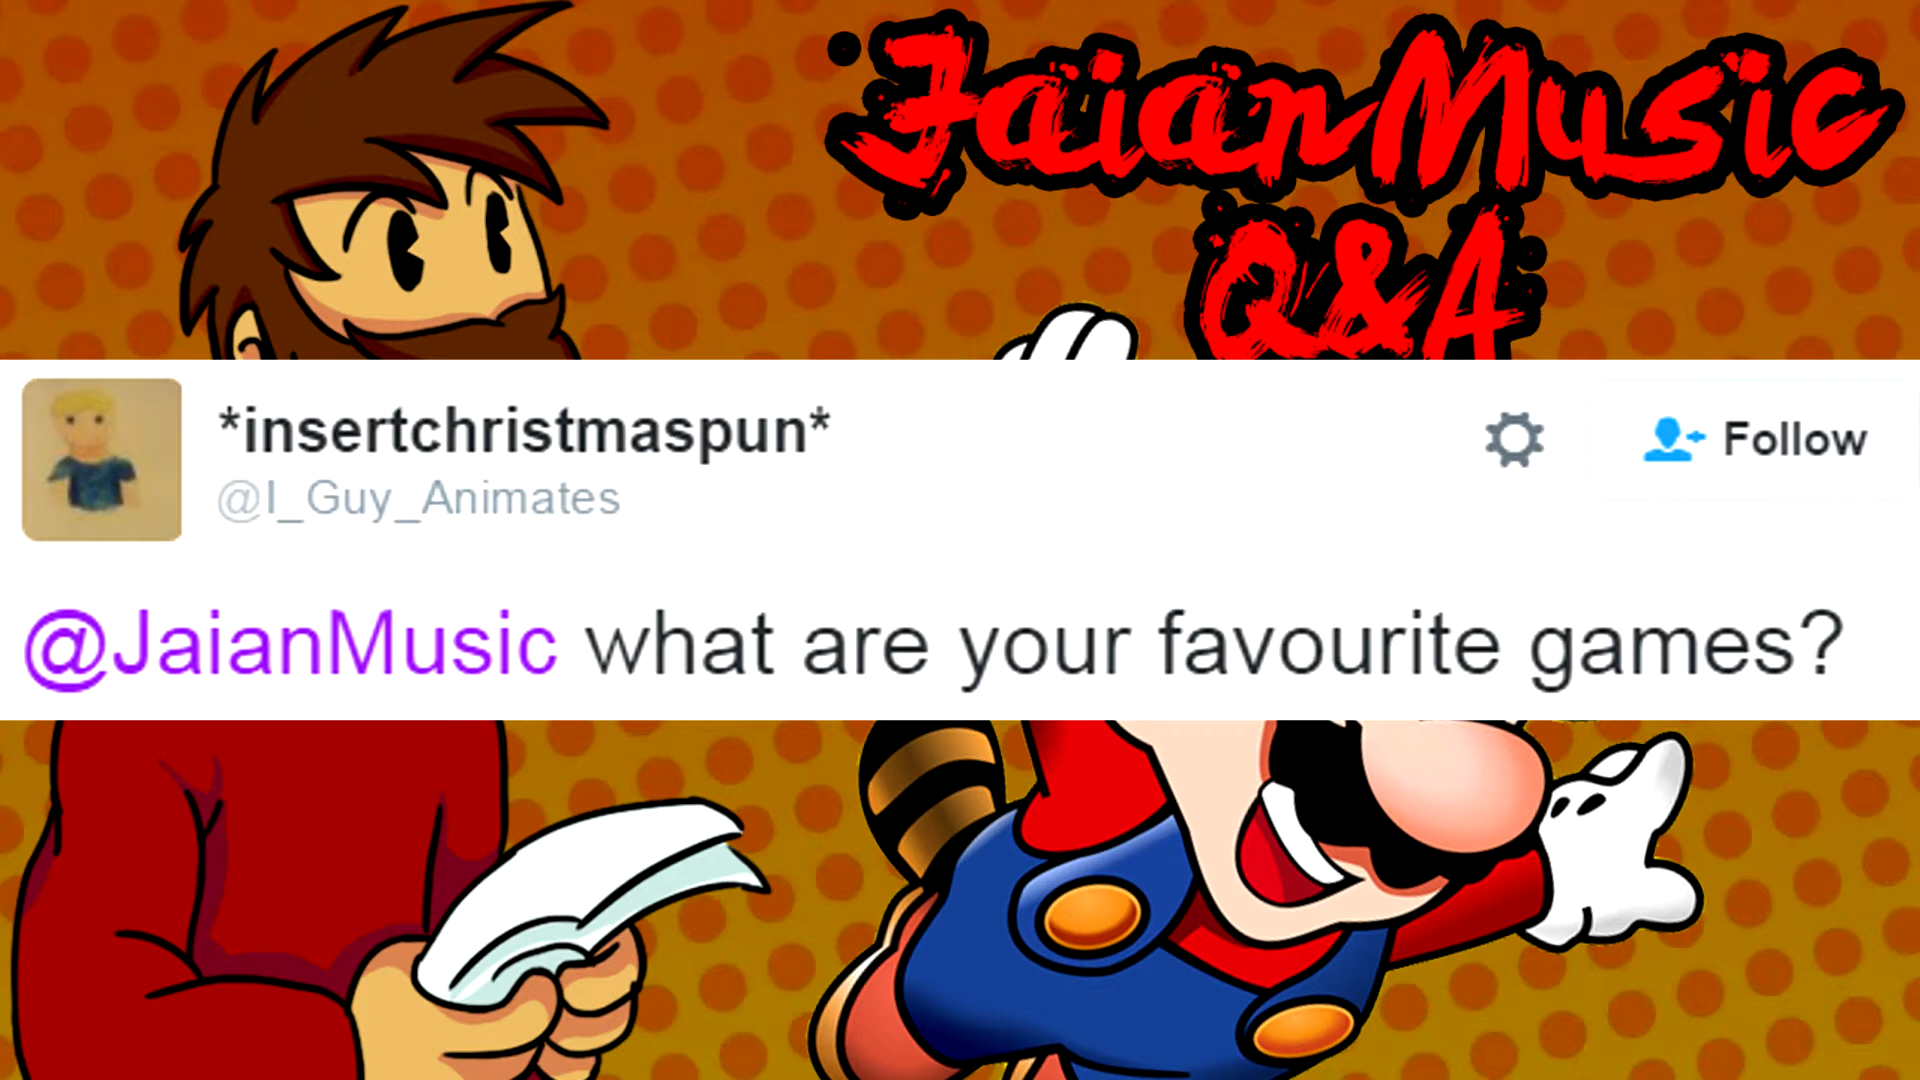 JaianMusic
Q&A
*insertchristmaspun*
Follow
@I_Guy_Animates
@JaianMusic what are your favourite games?